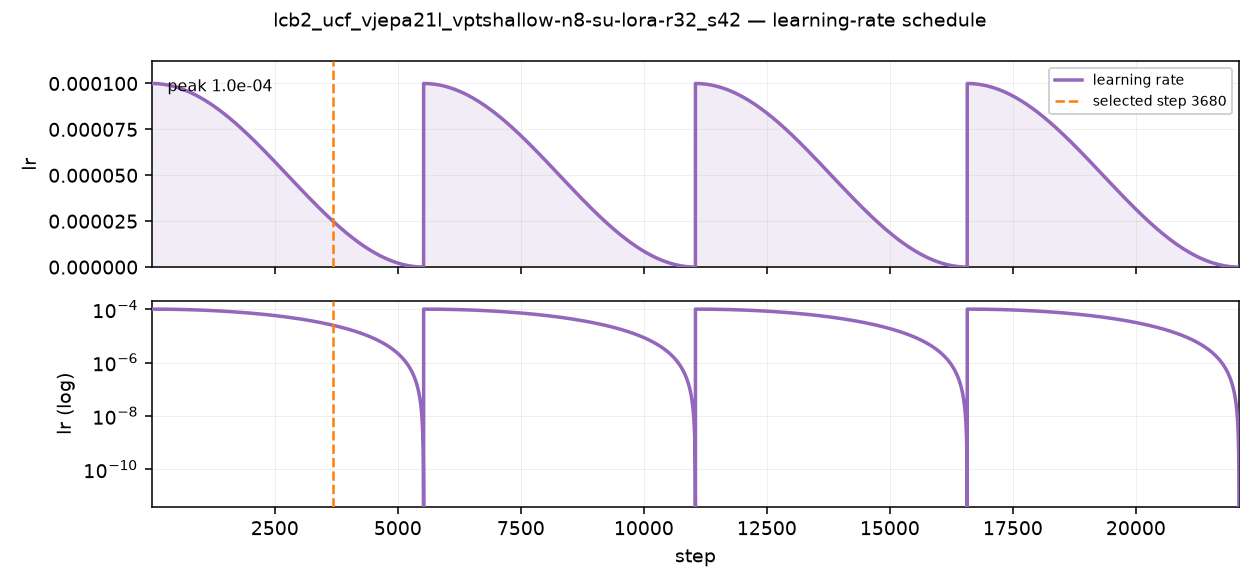 lcb2_ucf_vjepa21l_vptshallow-n8-su-lora-r32_s42 — learning-rate schedule
peak 1.0e-04
learning rate
selected step 3680
0.000100
0.000075
0.000050
0.000025
0.000000
lr
10⁻⁴
10⁻⁶
10⁻⁸
10⁻¹⁰
lr (log)
2500
5000
7500
10000
12500
15000
17500
20000
step